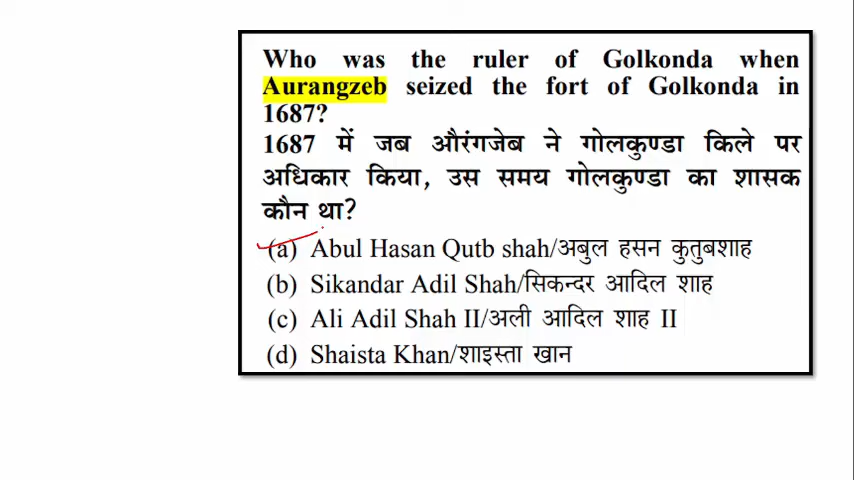 Who was the ruler of Golkonda when
Aurangzeb seized the fort of Golkonda in
1687?
1687 में जब औरंगजेब ने गोलकुण्डा किले पर
अधिकार किया, उस समय गोलकुण्डा का शासक
कौन था?
(a) Abul Hasan Qutb shah/अबुल हसन कुतुबशाह
(b) Sikandar Adil Shah/सिकन्दर आदिल शाह
(c) Ali Adil Shah II/अली आदिल शाह II
(d) Shaista Khan/शाइस्ता खान